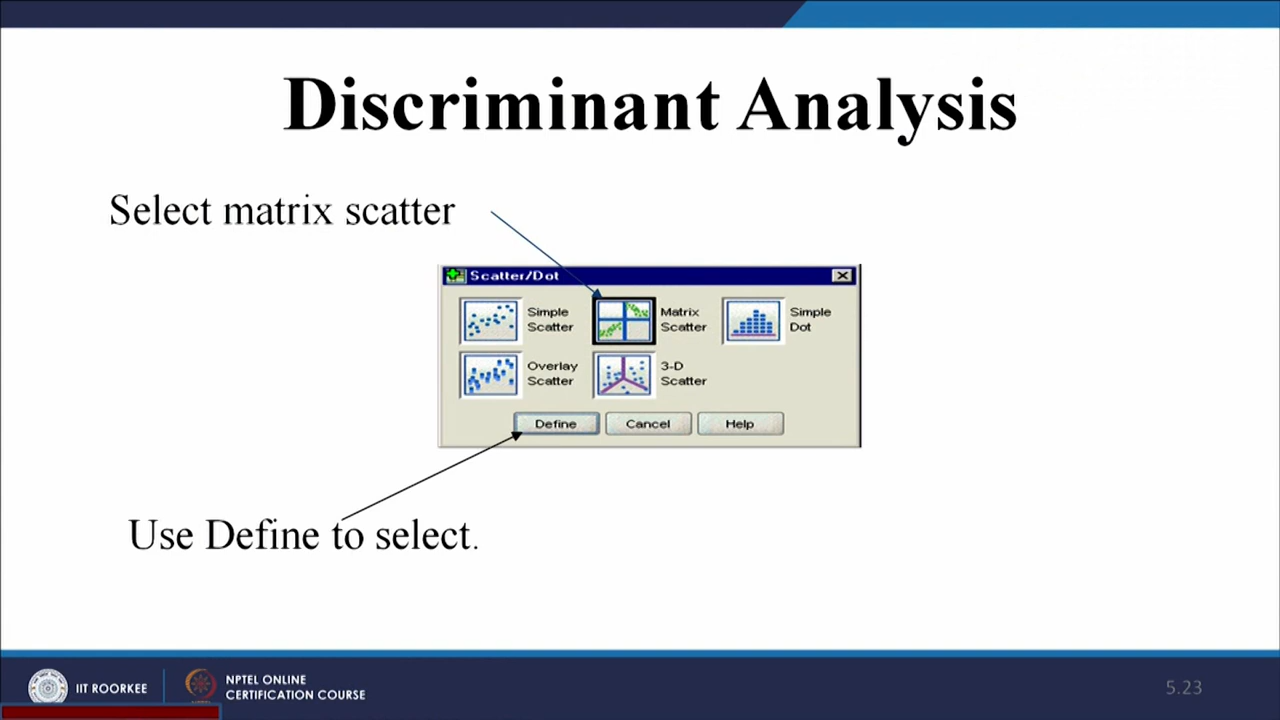 Discriminant Analysis
Select matrix scatter
Scatter/Dot
Simple
Scatter
Matrix
Scatter
Simple
Dot
Overlay
Scatter
3-D
Scatter
Define
Cancel
Help
Use Define to select.
IIT ROORKEE
NPTEL ONLINE
CERTIFICATION COURSE
5.23